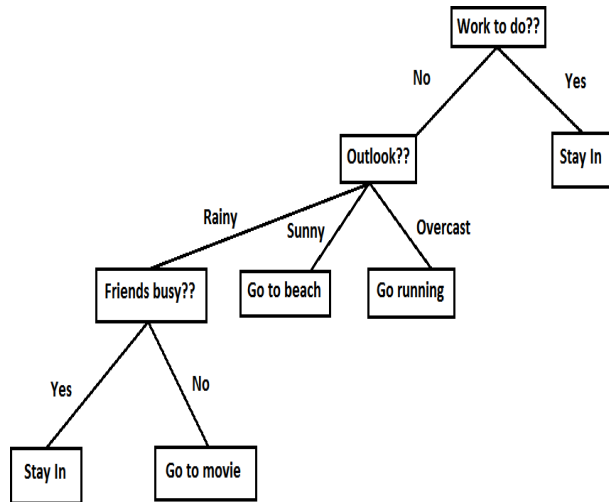 Work to do??
No
Yes
Outlook??
Stay In
Rainy
Sunny
Overcast
Friends busy??
Go to beach
Go running
Yes
No
Stay In
Go to movie